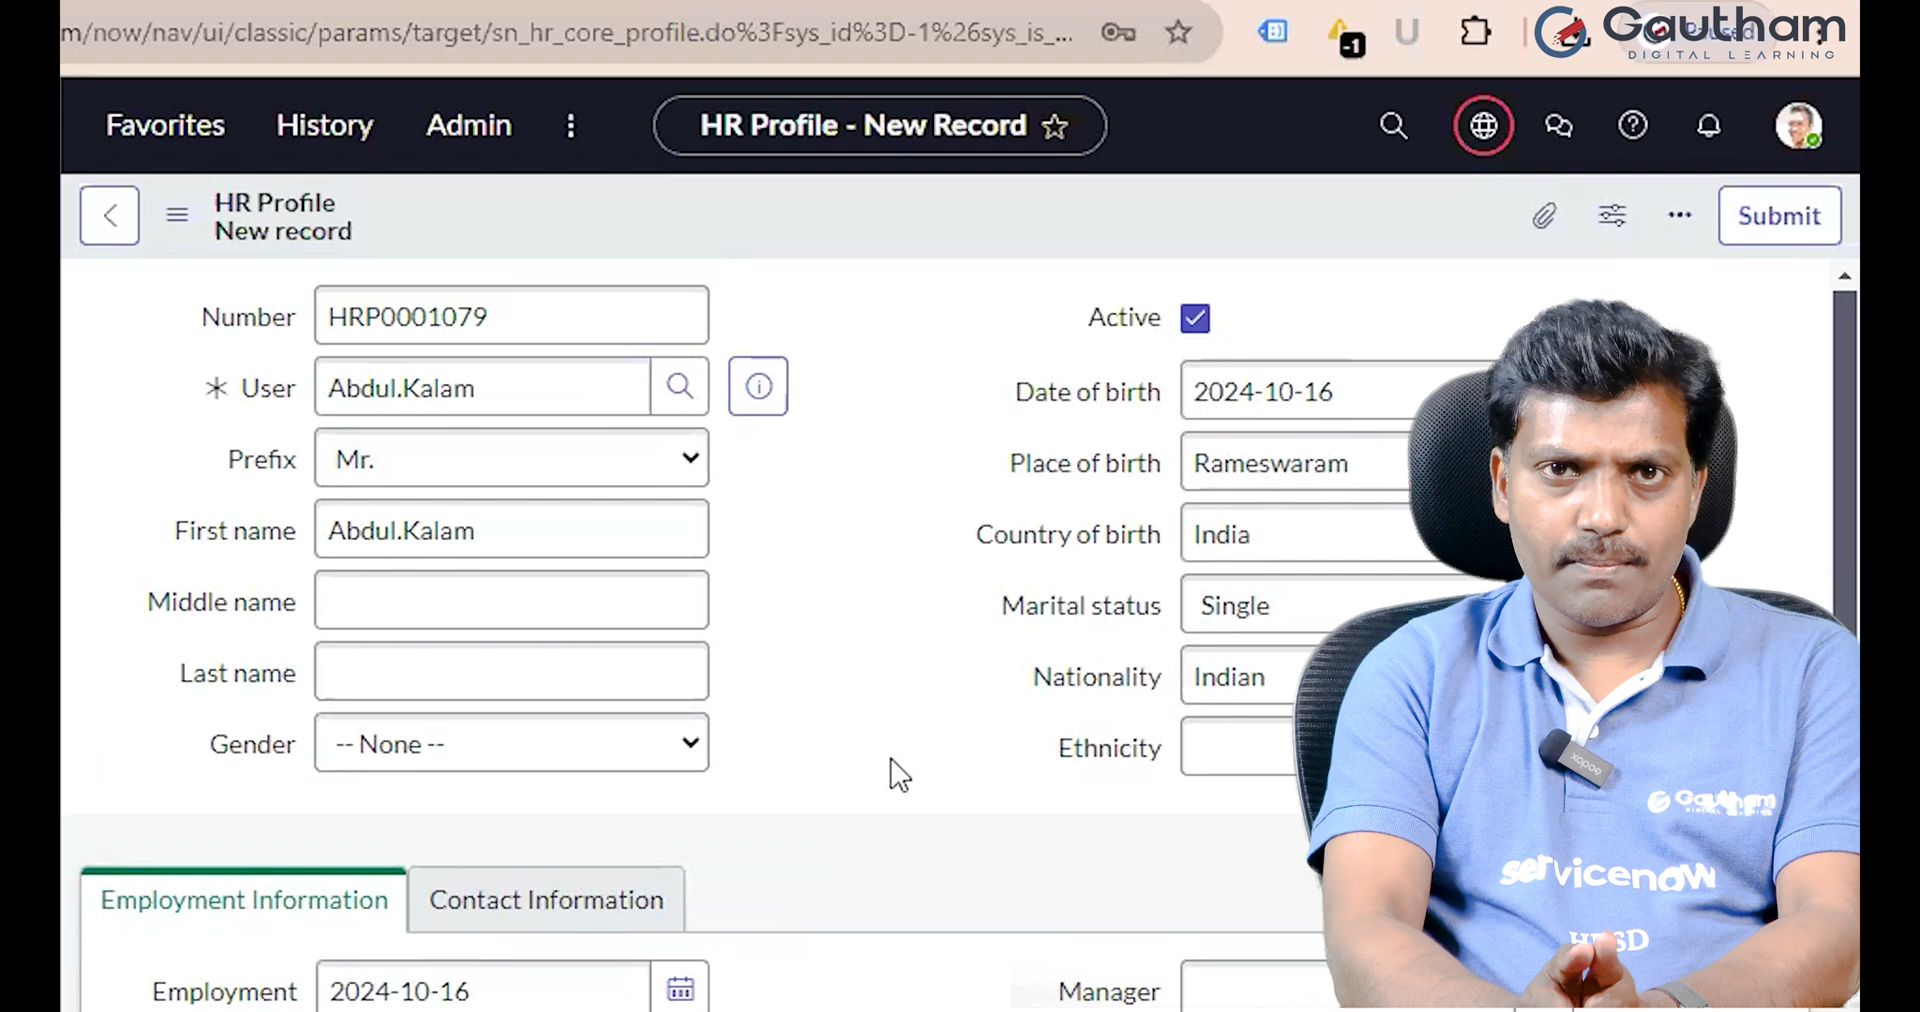 m/now/nav/ui/classic/params/target/sn_hr_core_profile.do%3Fsys_id%3D-1%26sys_is_...
-1
U
Gautham
DIGITAL LEARNING
Favorites
History
Admin
HR Profile - New Record
HR Profile
New record
Submit
Number
HRP0001079
Active
* User
Abdul.Kalam
Date of birth
2024-10-16
Prefix
Mr.
Place of birth
Rameswaram
First name
Abdul.Kalam
Country of birth
India
Middle name
Marital status
Single
Last name
Nationality
Indian
Gender
-- None --
Ethnicity
Godox
Gautham
servicenow
Employment Information
Contact Information
Employment
2024-10-16
Manager